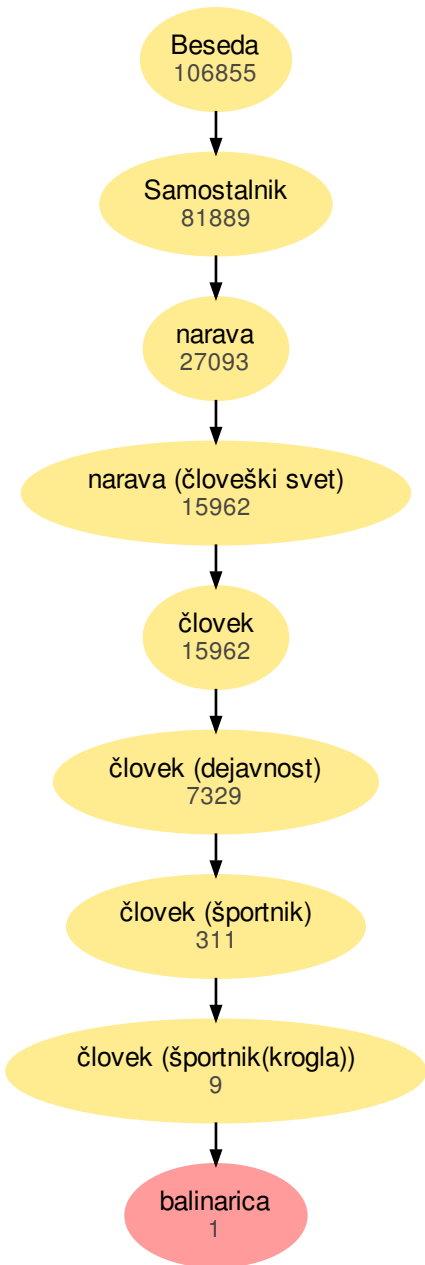 Beseda
106855
Samostalnik
81889
narava
27093
narava (človeški svet)
15962
človek
15962
človek (dejavnost)
7329
človek (športnik)
311
človek (športnik(krogla))
9
balinarica
1